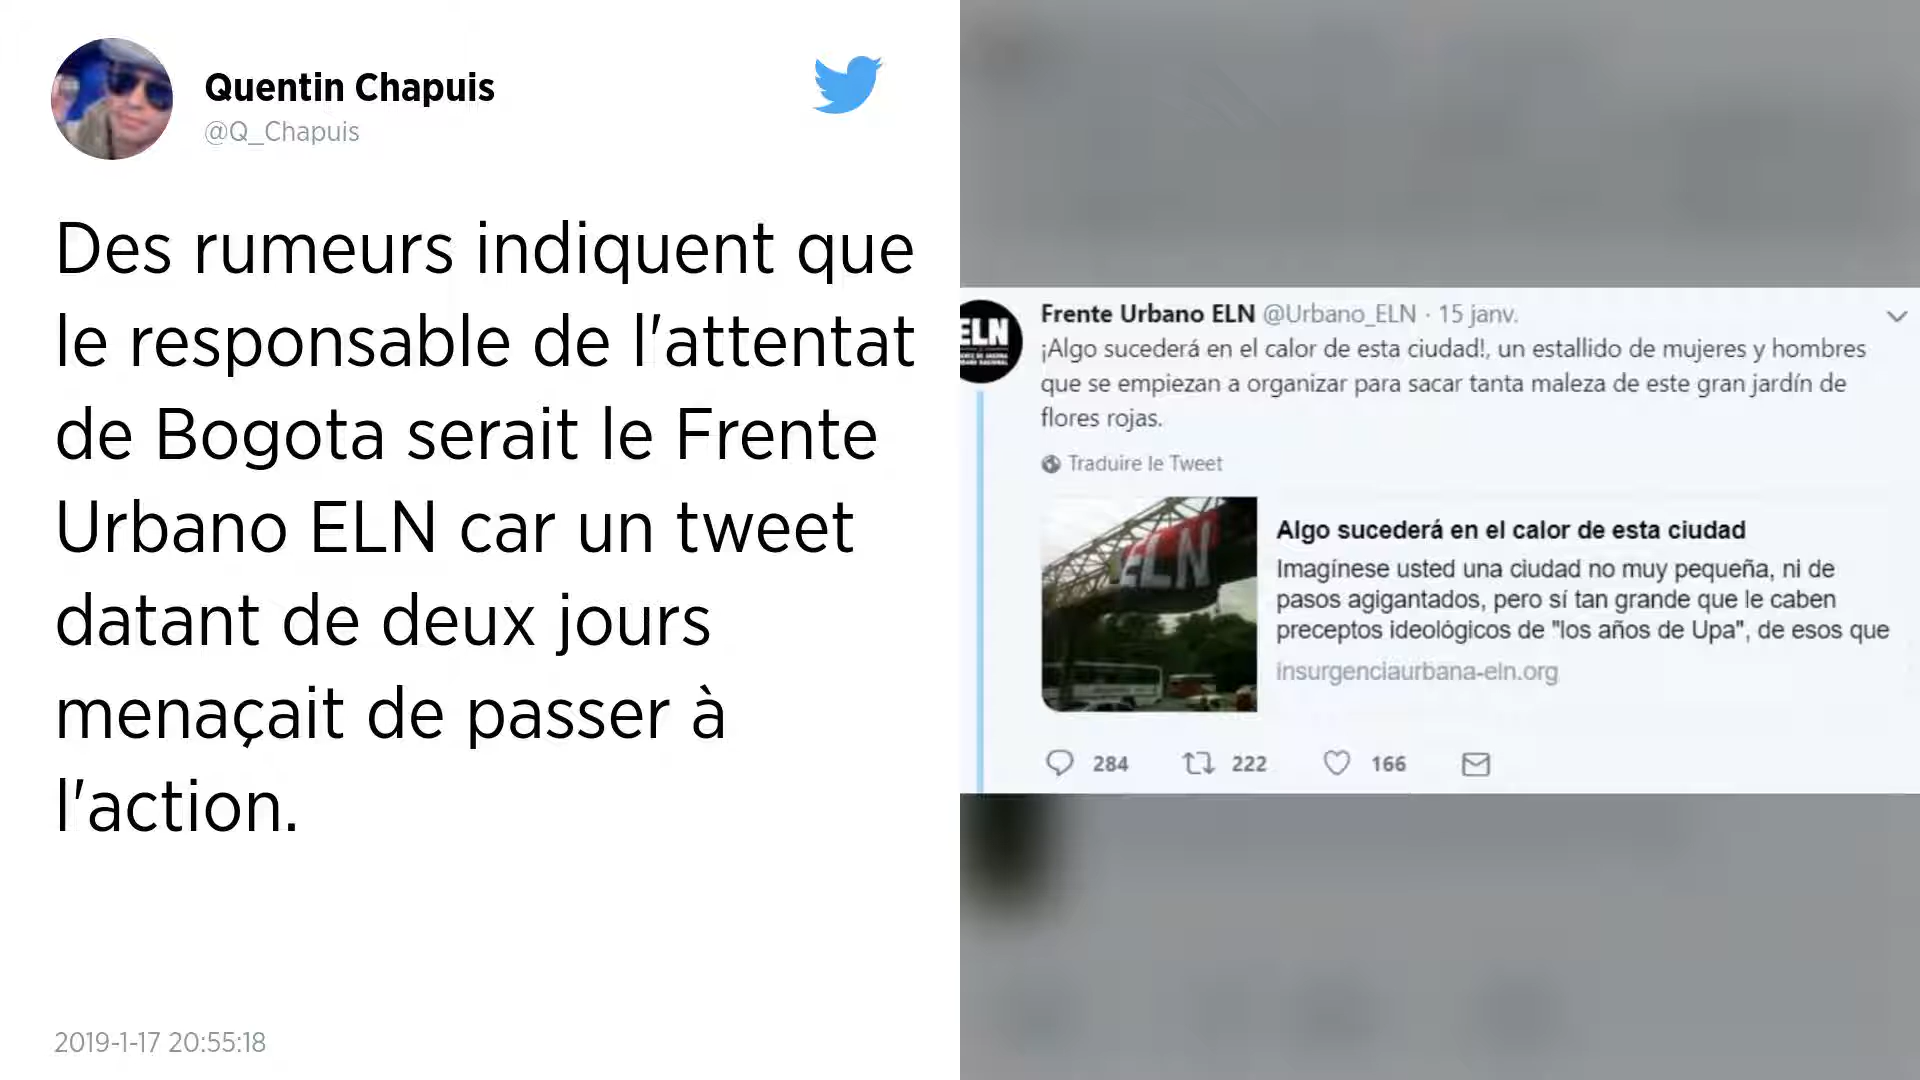 Quentin Chapuis
@Q_Chapuis
Des rumeurs indiquent que
le responsable de l'attentat
de Bogota serait le Frente
Urbano ELN car un tweet
datant de deux jours
menaçait de passer à
l'action.
2019-1-17 20:55:18
ELN
Frente Urbano ELN @Urbano_ELN · 15 janv.
¡Algo sucederá en el calor de esta ciudad!, un estallido de mujeres y hombres
que se empiezan a organizar para sacar tanta maleza de este gran jardín de
flores rojas.
Traduire le Tweet
ELN
Algo sucederá en el calor de esta ciudad
Imagínese usted una ciudad no muy pequeña, ni de
pasos agigantados, pero sí tan grande que le caben
preceptos ideológicos de "los años de Upa", de esos que
insurgenciaurbana-eln.org
284 222 166